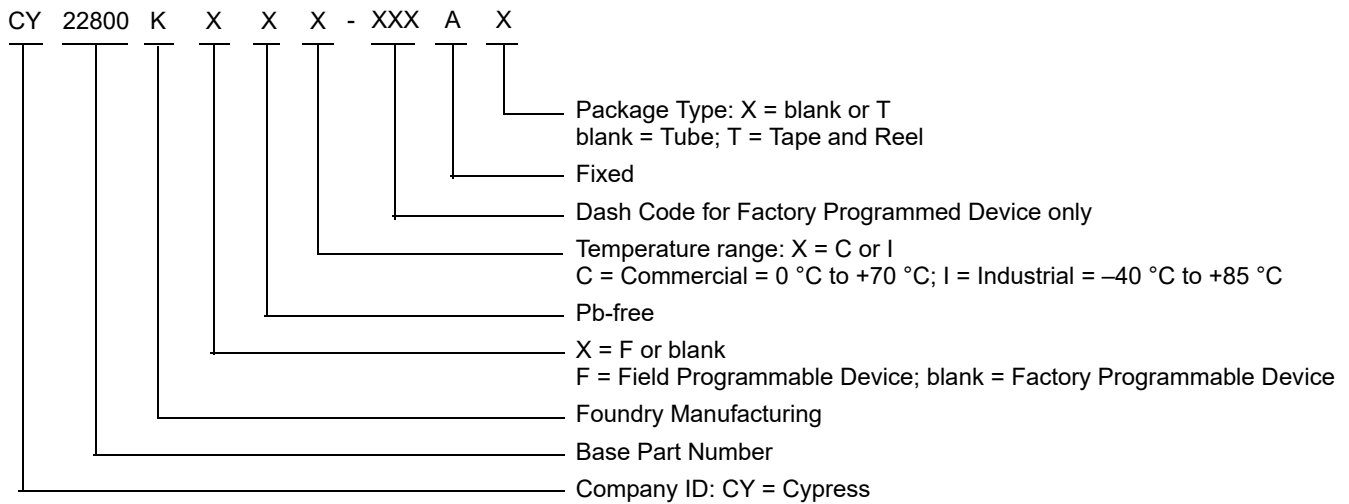 CY 22800 K X X X - XXX A X
Package Type: X = blank or T
blank = Tube; T = Tape and Reel
Fixed
Dash Code for Factory Programmed Device only
Temperature range: X = C or I
C = Commercial = 0 °C to +70 °C; I = Industrial = –40 °C to +85 °C
Pb-free
X = F or blank
F = Field Programmable Device; blank = Factory Programmable Device
Foundry Manufacturing
Base Part Number
Company ID: CY = Cypress